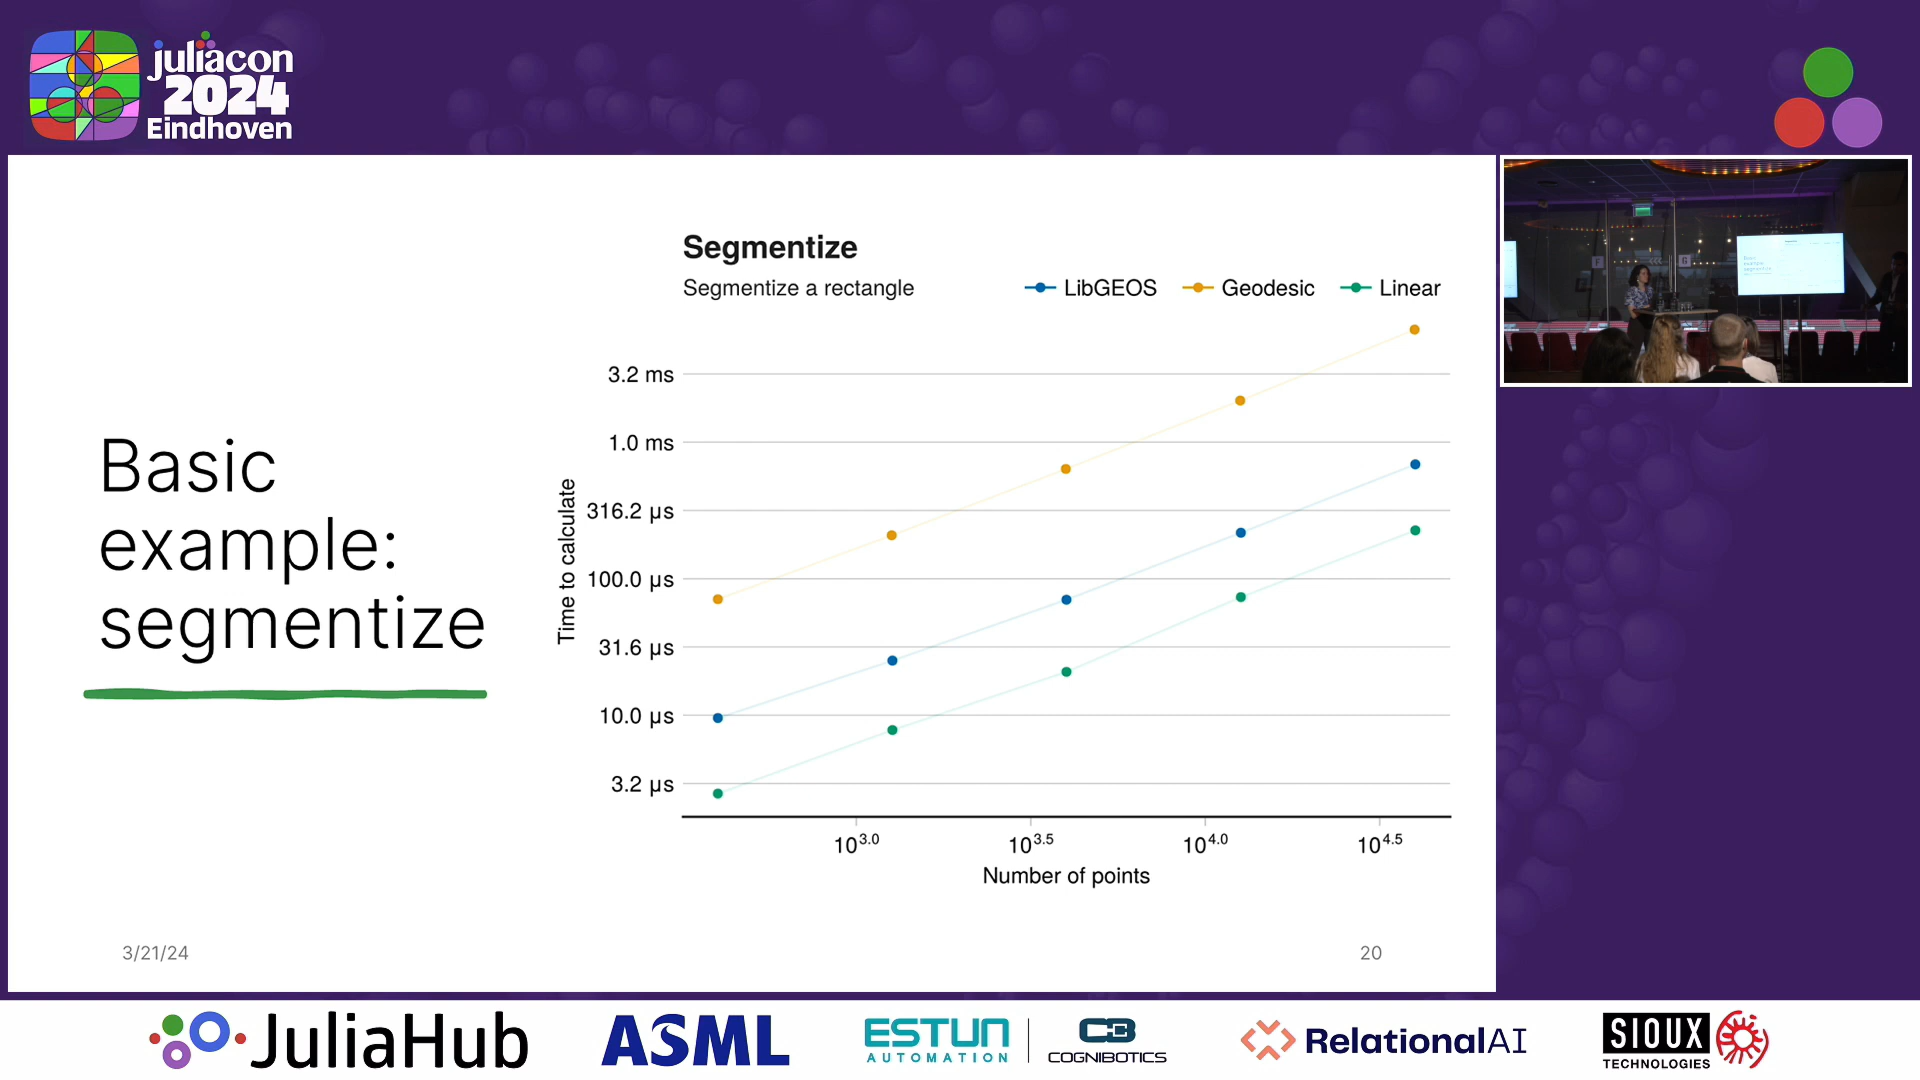 juliacon
2024
Eindhoven
Segmentize
Segmentize a rectangle
LibGEOS Geodesic Linear
Basic
example:
segmentize
Time to calculate
3.2 ms
1.0 ms
316.2 µs
100.0 µs
31.6 µs
10.0 µs
3.2 µs
10^3.0 10^3.5 10^4.0 10^4.5
Number of points
3/21/24
20
JuliaHub
ASML
ESTUN
AUTOMATION
COGNIBOTICS
RelationalAI
SIOUX
TECHNOLOGIES